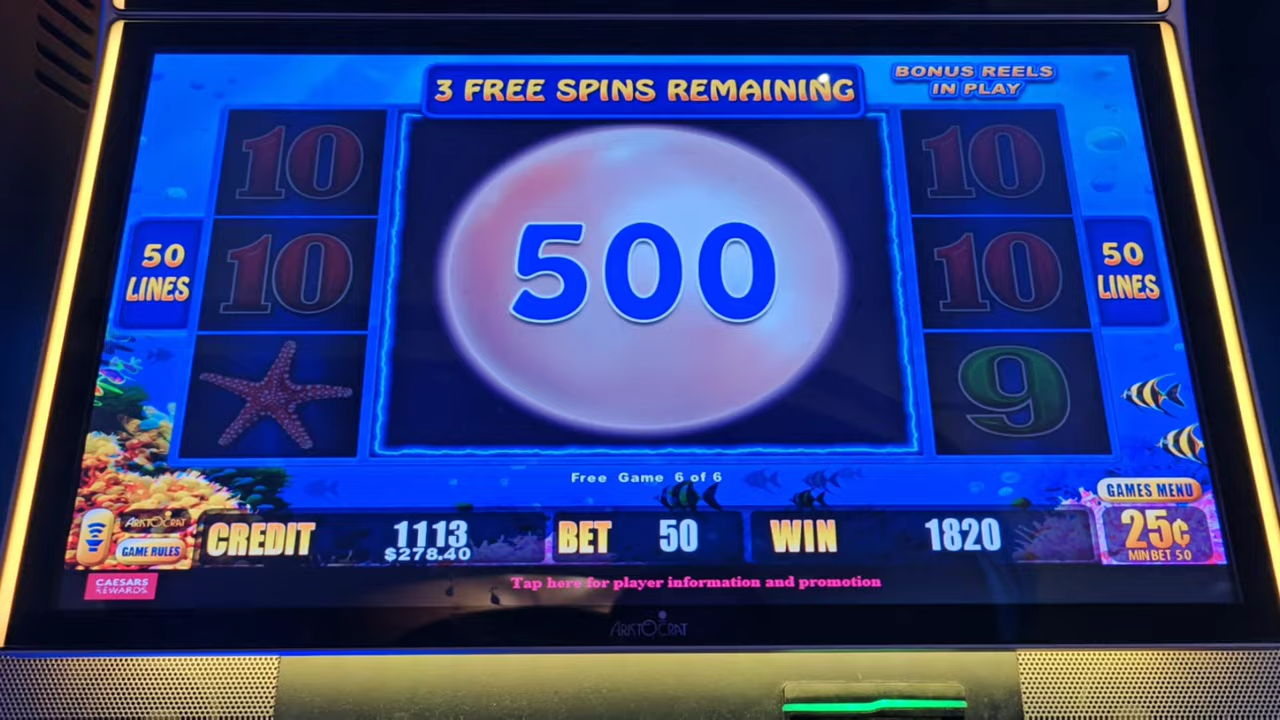 3 FREE SPINS REMAINING
BONUS REELS
IN PLAY
10
10
500
10
10
9
50
LINES
50
LINES
Free Game 6 of 6
GAMES MENU
ARISTOCRAT
GAME RULES
CREDIT
1113
$278.40
BET 50
WIN 1820
25¢
MIN BET 50
CAESARS
REWARDS
Tap here for player information and promotion
ARISTOCRAT